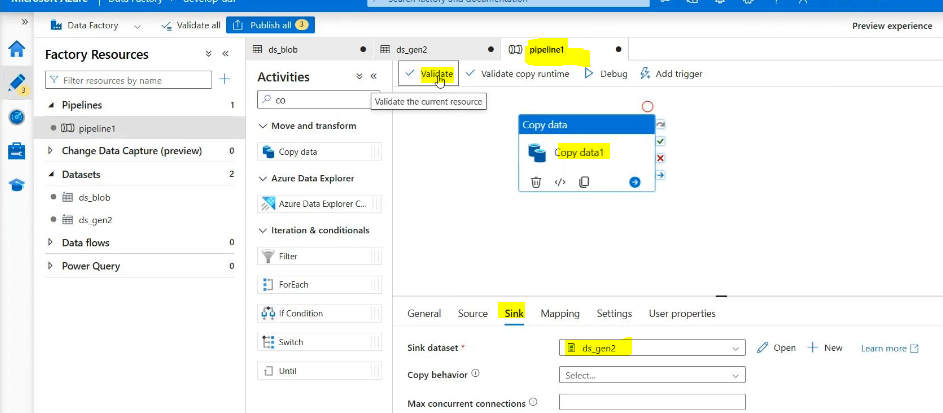 Microsoft Azure
Data Factory
develop-adf
Search factory and documentation
Data Factory
Validate all
Publish all 3
Preview experience
Factory Resources
Filter resources by name
3
Pipelines 1
pipeline1
Change Data Capture (preview) 0
Datasets 2
ds_blob
ds_gen2
Data flows 0
Power Query 0
ds_blob
ds_gen2
pipeline1
Activities
co
Move and transform
Copy data
Azure Data Explorer
Azure Data Explorer C...
Iteration & conditionals
Filter
ForEach
If Condition
Switch
Until
Validate
Validate copy runtime
Debug
Add trigger
Validate the current resource
Copy data
Copy data1
General
Source
Sink
Mapping
Settings
User properties
Sink dataset *
ds_gen2
Open
New
Learn more
Copy behavior
Select...
Max concurrent connections